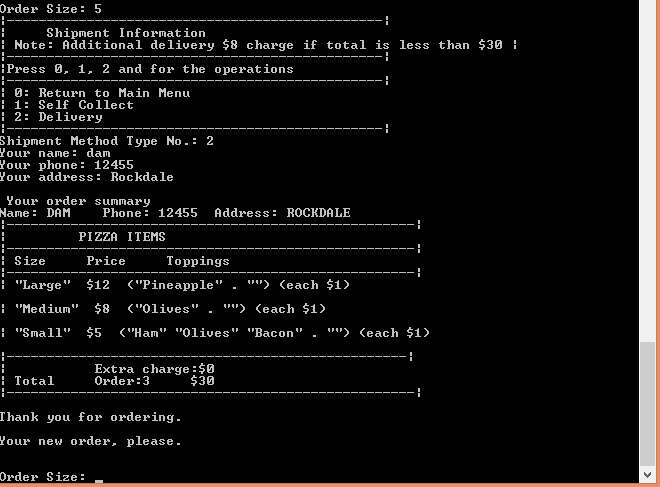 Order Size: 5
|-----------------------------------------------|
|     Shipment Information
| Note: Additional delivery $8 charge if total is less than $30 |
|-----------------------------------------------|
|Press 0, 1, 2 and for the operations
|-----------------------------------------------|
| 0: Return to Main Menu
| 1: Self Collect
| 2: Delivery
|-----------------------------------------------|
Shipment Method Type No.: 2
Your name: dam
Your phone: 12455
Your address: Rockdale
Your order summary
Name: DAM    Phone: 12455  Address: ROCKDALE
|---------------------------------------------------|
|         PIZZA ITEMS
|---------------------------------------------------|
| Size     Price     Toppings
|---------------------------------------------------|
| "Large"  $12  ("Pineapple" . "") (each $1)
| "Medium"  $8  ("Olives" . "") (each $1)
| "Small"  $5  ("Ham" "Olives" "Bacon" . "") (each $1)
|--------------------------------------------------|
|           Extra charge:$0
| Total     Order:3     $30
|---------------------------------------------------|
Thank you for ordering.
Your new order, please.
Order Size: _